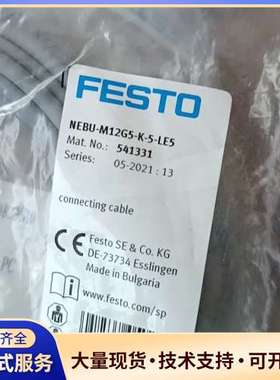 FESTO
NEBU-M12G5-K-5-LE5
Mat. No.: 541331
Series: 05-2021 : 13
connecting cable
CE
Festo SE & Co. KG
DE-73734 Esslingen
Made in Bulgaria
www.festo.com/sp
齐全
式服务
大量现货·技术支持·可开